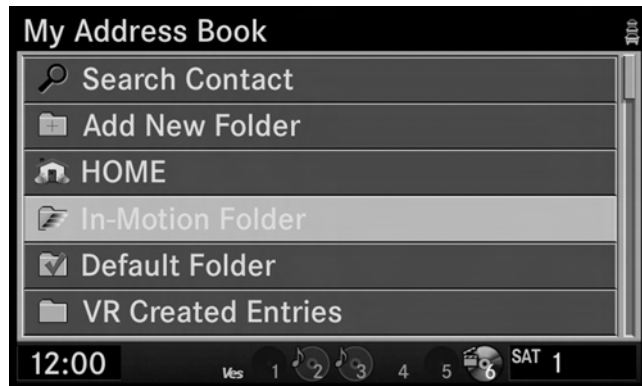 My Address Book
Search Contact
Add New Folder
HOME
In-Motion Folder
Default Folder
VR Created Entries
12:00 Ves 1 2 3 4 5 6 SAT 1